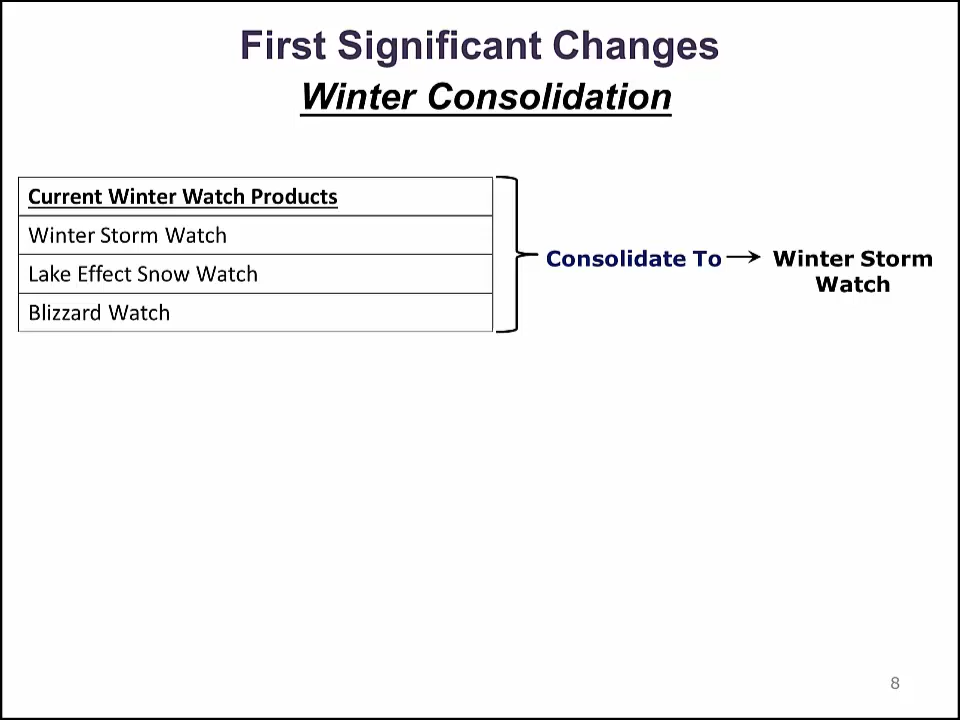 First Significant Changes
Winter Consolidation
Current Winter Watch Products
Winter Storm Watch
Lake Effect Snow Watch
Blizzard Watch
Consolidate To → Winter Storm
Watch
8